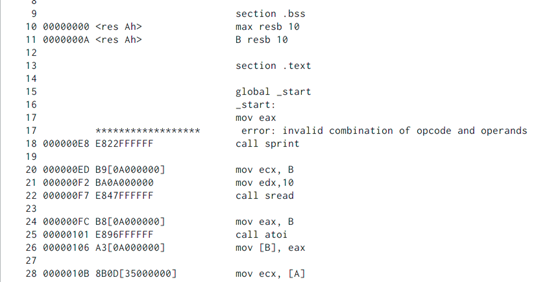 8
9 section .bss
10 00000000 <res Ah> max resb 10
11 0000000A <res Ah> B resb 10
12
13 section .text
14
15 global _start
16 _start:
17 mov eax
17 ****************** error: invalid combination of opcode and operands
18 000000E8 E822FFFFFF call sprint
19
20 000000ED B9[0A000000] mov ecx, B
21 000000F2 BA0A000000 mov edx,10
22 000000F7 E847FFFFFF call sread
23
24 000000FC B8[0A000000] mov eax, B
25 00000101 E896FFFFFF call atoi
26 00000106 A3[0A000000] mov [B], eax
27
28 0000010B 8B0D[35000000] mov ecx, [A]